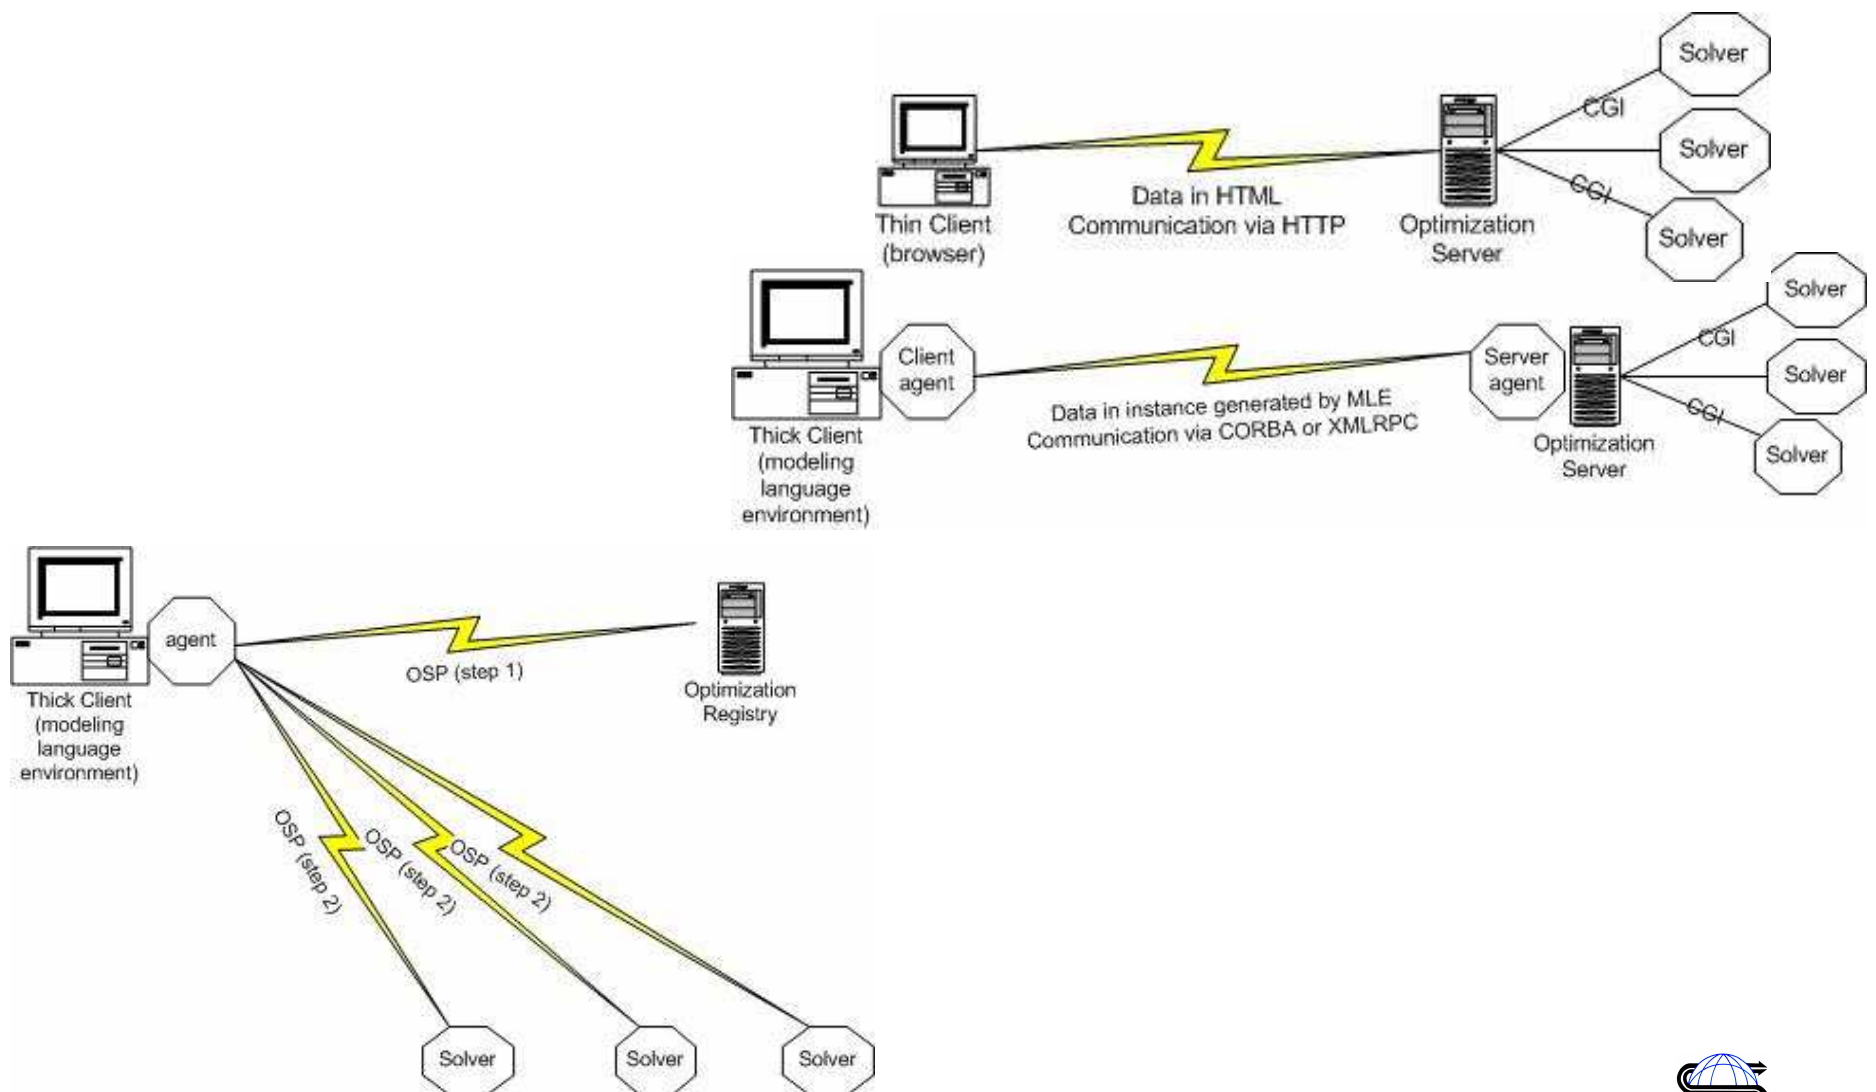 Solver
CGI
Solver
CGI
Solver
Data in HTML
Communication via HTTP
Thin Client
(browser)
Optimization
Server
Client
agent
Server
agent
Solver
CGI
Solver
CGI
Solver
Data in instance generated by MLE
Communication via CORBA or XMLRPC
Thick Client
(modeling
language
environment)
Optimization
Server
agent
OSP (step 1)
Optimization
Registry
Thick Client
(modeling
language
environment)
OSP (step 2)
OSP (step 2)
OSP (step 2)
Solver
Solver
Solver